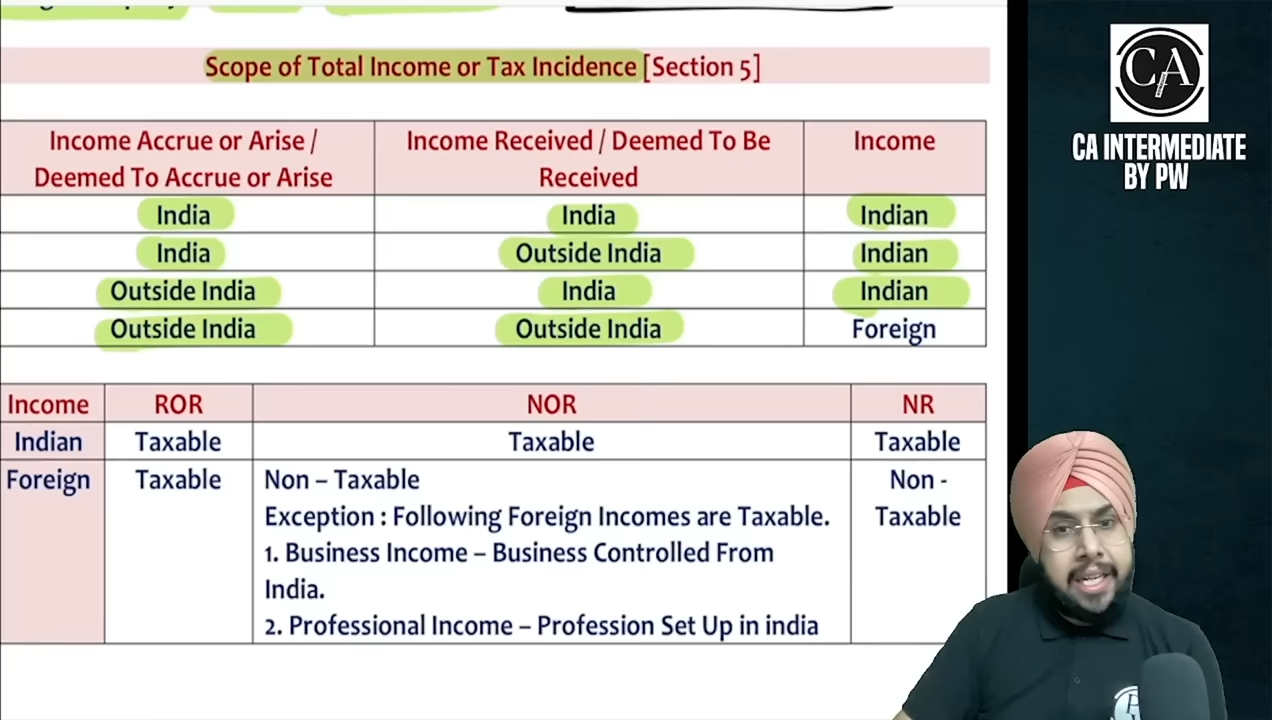 Scope of Total Income or Tax Incidence [Section 5]
Income Accrue or Arise /
Deemed To Accrue or Arise
Income Received / Deemed To Be
Received
Income
India
India
Indian
India
Outside India
Indian
Outside India
India
Indian
Outside India
Outside India
Foreign
Income
ROR
NOR
NR
Indian
Taxable
Taxable
Taxable
Foreign
Taxable
Non – Taxable
Exception : Following Foreign Incomes are Taxable.
1. Business Income – Business Controlled From
India.
2. Professional Income – Profession Set Up in india
Non -
Taxable
CA
CA INTERMEDIATE
BY PW